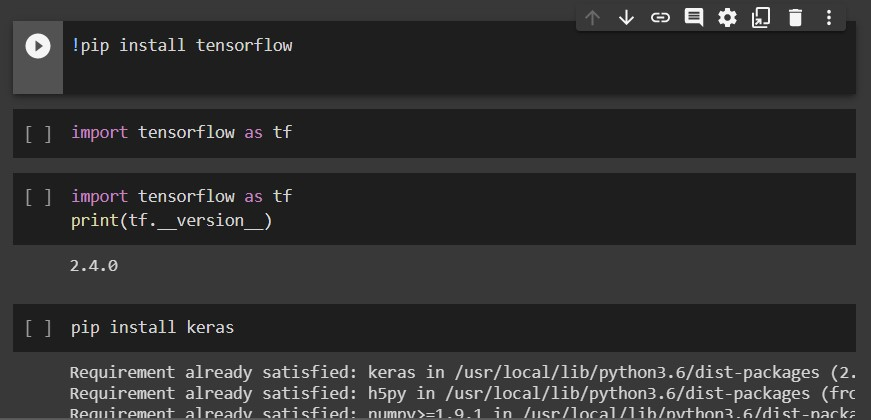 !pip install tensorflow
[ ] import tensorflow as tf
[ ] import tensorflow as tf
print(tf.__version__)
2.4.0
[ ] pip install keras
Requirement already satisfied: keras in /usr/local/lib/python3.6/dist-packages (2.
Requirement already satisfied: h5py in /usr/local/lib/python3.6/dist-packages (fro
Requirement already satisfied: numpy>=1.9.1 in /usr/local/lib/python3.6/dist-packa